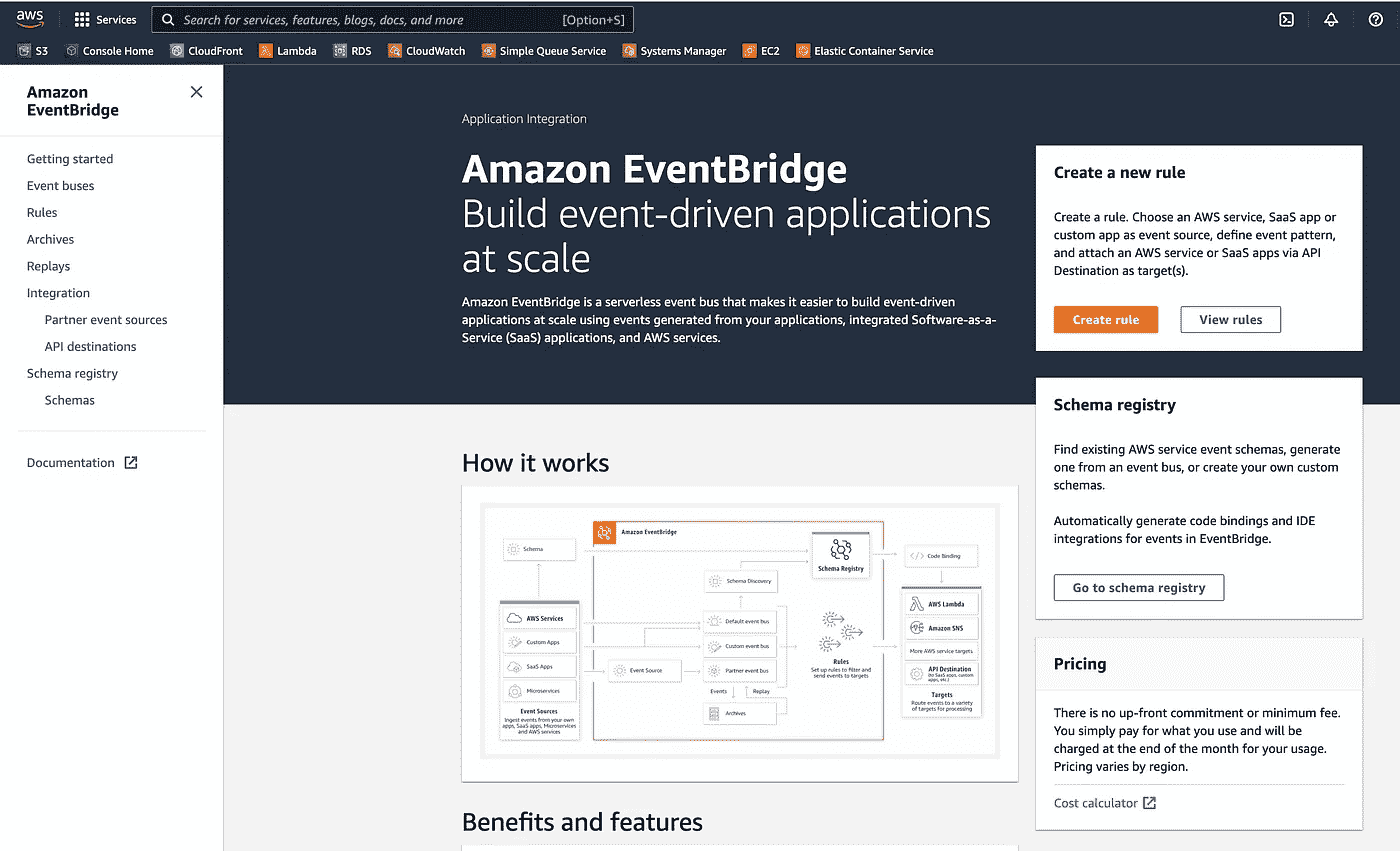 aws
Services
Search for services, features, blogs, docs, and more [Option+S]
S3
Console Home
CloudFront
Lambda
RDS
CloudWatch
Simple Queue Service
Systems Manager
EC2
Elastic Container Service
Amazon
EventBridge
Getting started
Event buses
Rules
Archives
Replays
Integration
Partner event sources
API destinations
Schema registry
Schemas
Documentation
Application Integration
Amazon EventBridge
Build event-driven applications
at scale
Amazon EventBridge is a serverless event bus that makes it easier to build event-driven
applications at scale using events generated from your applications, integrated Software-as-a-
Service (SaaS) applications, and AWS services.
Create a new rule
Create a rule. Choose an AWS service, SaaS app or
custom app as event source, define event pattern,
and attach an AWS service or SaaS apps via API
Destination as target(s).
Create rule
View rules
Schema registry
Find existing AWS service event schemas, generate
one from an event bus, or create your own custom
schemas.
Automatically generate code bindings and IDE
integrations for events in EventBridge.
Go to schema registry
Pricing
There is no up-front commitment or minimum fee.
You simply pay for what you use and will be
charged at the end of the month for your usage.
Pricing varies by region.
Cost calculator
How it works
Amazon EventBridge
Schema
Schema Registry
Code Binding
Schema Discovery
AWS Services
Custom Apps
SaaS Apps
Microservices
Event Sources
Ingest events from your own
apps, SaaS apps, Microservices
and AWS services
Event Source
Default event bus
Custom event bus
Partner event bus
Events
Replay
Archives
Rules
Set up rules to filter and
send events to targets
AWS Lambda
Amazon SNS
More AWS service targets
API Destination
(for SaaS apps, custom
apps, etc.)
Targets
Route events to a variety
of targets for processing
Benefits and features